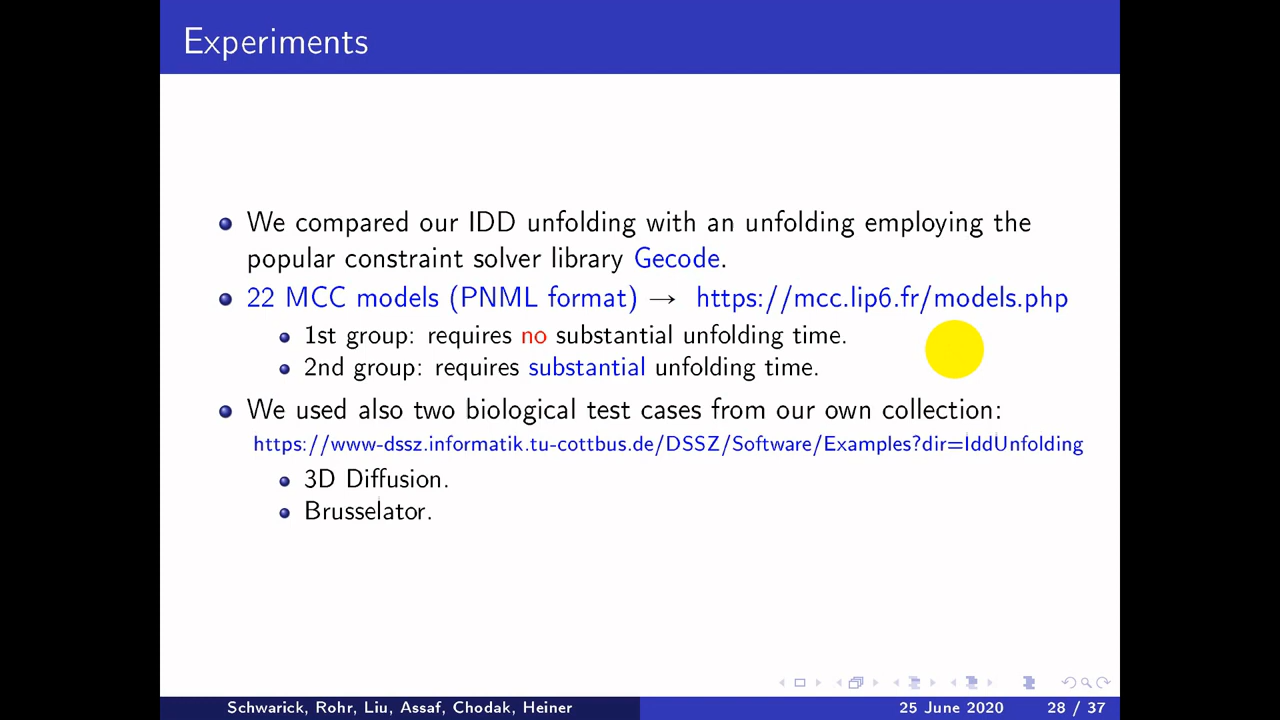 Experiments
We compared our IDD unfolding with an unfolding employing the
popular constraint solver library Gecode.
22 MCC models (PNML format) → https://mcc.lip6.fr/models.php
1st group: requires no substantial unfolding time.
2nd group: requires substantial unfolding time.
We used also two biological test cases from our own collection:
https://www-dssz.informatik.tu-cottbus.de/DSSZ/Software/Examples?dir=IddUnfolding
3D Diffusion.
Brusselator.
Schwarick, Rohr, Liu, Assaf, Chodak, Heiner
25 June 2020
28 / 37